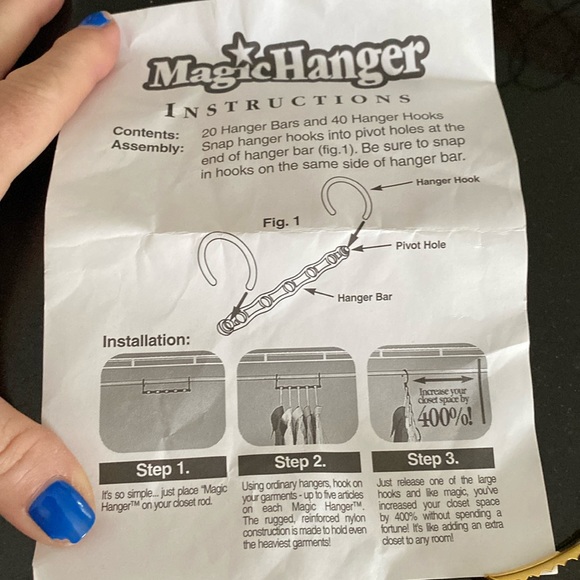 MagicHanger
INSTRUCTIONS
Contents: 20 Hanger Bars and 40 Hanger Hooks
Assembly: Snap hanger hooks into pivot holes at the
end of hanger bar (fig.1). Be sure to snap
in hooks on the same side of hanger bar.
Hanger Hook
Fig. 1
Pivot Hole
Hanger Bar
Installation:
Increase your
closet space by
400%!
Step 1.
It's so simple... just place "Magic
Hanger™ on your closet rod.
Step 2.
Using ordinary hangers, hook on
your garments - up to five articles
on each Magic Hanger™.
The rugged, reinforced nylon
construction is made to hold even
the heaviest garments!
Step 3.
Just release one of the large
hooks and like magic, you've
increased your closet space
by 400% without spending a
fortune! It's like adding an extra
closet to any room!